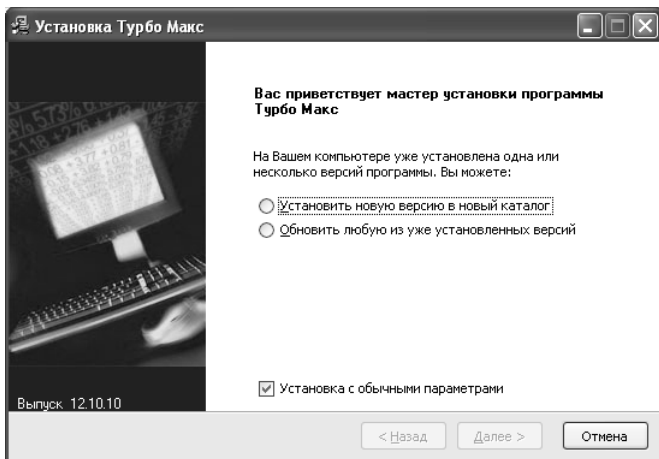 Установка Турбо Макс
Вас приветствует мастер установки программы
Турбо Макс
На Вашем компьютере уже установлена одна или
несколько версий программы. Вы можете:
Установить новую версию в новый каталог
Обновить любую из уже установленных версий
Установка с обычными параметрами
Выпуск 12.10.10
< Назад
Далее >
Отмена